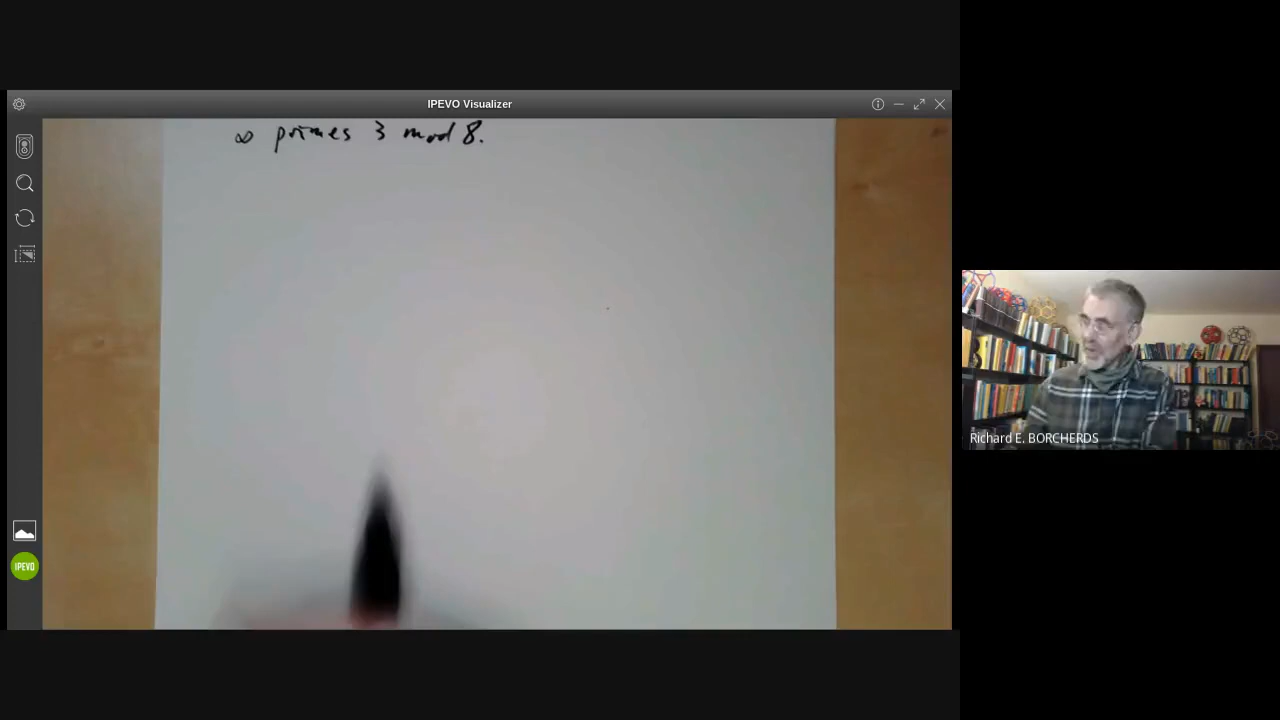 IPEVO Visualizer
∞ primes 3 mod 8.
IPEVO
Richard E. BORCHERDS